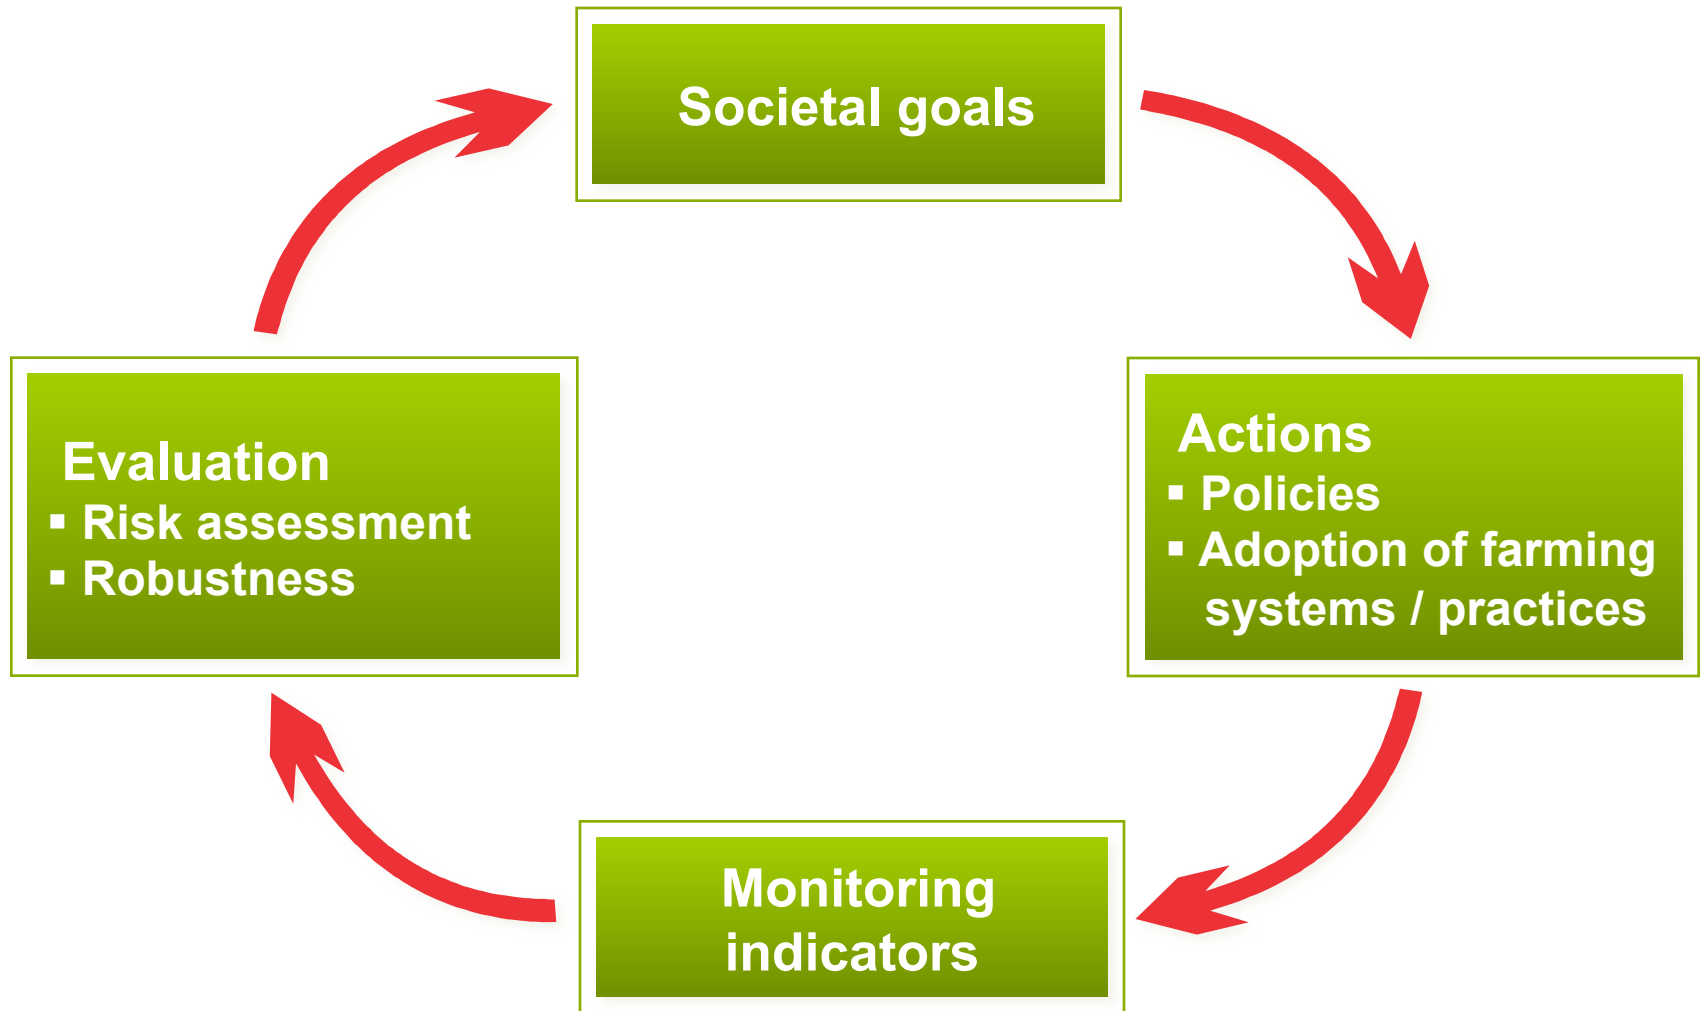 Societal goals
Evaluation
▪ Risk assessment
▪ Robustness
Actions
▪ Policies
▪ Adoption of farming
systems / practices
Monitoring
indicators